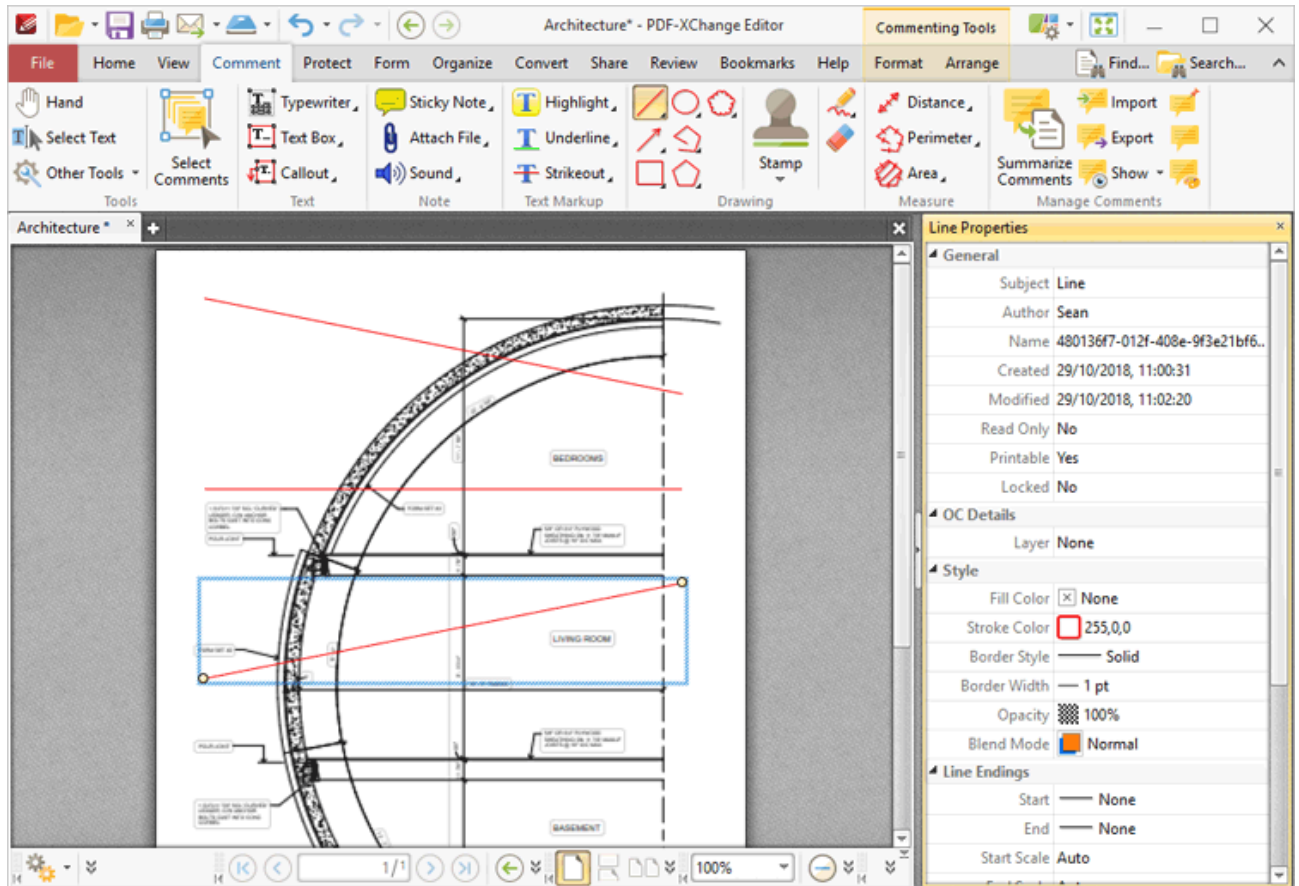 Architecture* - PDF-XChange Editor
Commenting Tools
File Home View Comment Protect Form Organize Convert Share Review Bookmarks Help Format Arrange Find... Search...
Hand
Select Text
Other Tools
Select Comments
Tools
Typewriter
Text Box
Callout
Text
Sticky Note
Attach File
Sound
Note
Highlight
Underline
Strikeout
Text Markup
Stamp
Drawing
Distance
Perimeter
Area
Measure
Summarize Comments
Import
Export
Show
Manage Comments
Architecture *
BEDROOMS
LIVING ROOM
BASEMENT
Line Properties
General
Subject Line
Author Sean
Name 480136f7-012f-408e-9f3e21bf6..
Created 29/10/2018, 11:00:31
Modified 29/10/2018, 11:02:20
Read Only No
Printable Yes
Locked No
OC Details
Layer None
Style
Fill Color None
Stroke Color 255,0,0
Border Style Solid
Border Width 1 pt
Opacity 100%
Blend Mode Normal
Line Endings
Start None
End None
Start Scale Auto
1/1
100%